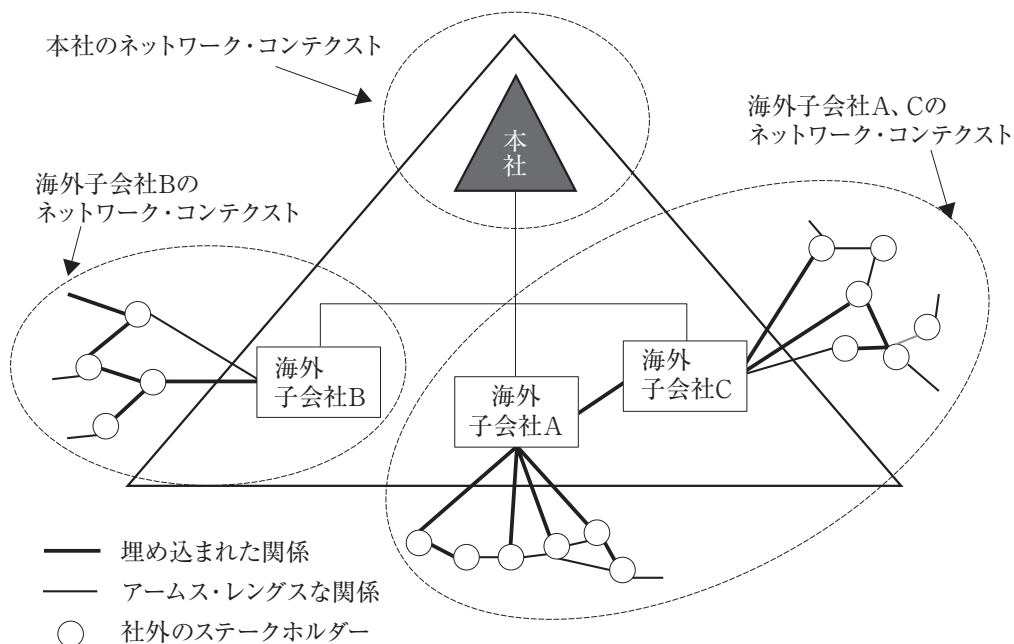 本社のネットワーク・コンテクスト
海外子会社A、Cの
ネットワーク・コンテクスト
本社
海外子会社Bの
ネットワーク・コンテクスト
海外
子会社B
海外
子会社A
海外
子会社C
埋め込まれた関係
アームス・レングスな関係
社外のステークホルダー